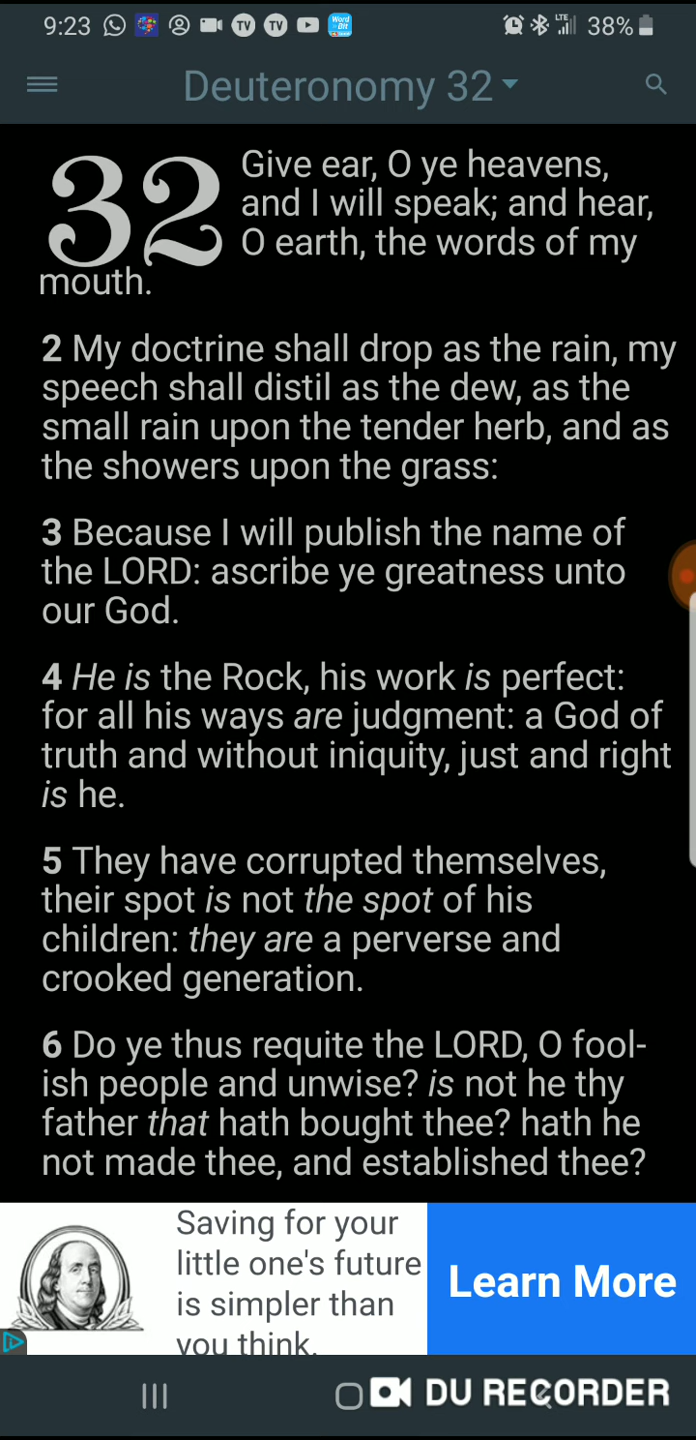 9:23 TV TV Word Bit LTE 38%
Deuteronomy 32
32 Give ear, O ye heavens,
and I will speak; and hear,
O earth, the words of my
mouth.
2 My doctrine shall drop as the rain, my
speech shall distil as the dew, as the
small rain upon the tender herb, and as
the showers upon the grass:
3 Because I will publish the name of
the LORD: ascribe ye greatness unto
our God.
4 He is the Rock, his work is perfect:
for all his ways are judgment: a God of
truth and without iniquity, just and right
is he.
5 They have corrupted themselves,
their spot is not the spot of his
children: they are a perverse and
crooked generation.
6 Do ye thus requite the LORD, O fool-
ish people and unwise? is not he thy
father that hath bought thee? hath he
not made thee, and established thee?
Saving for your
little one's future
is simpler than
you think.
Learn More
DU RECORDER